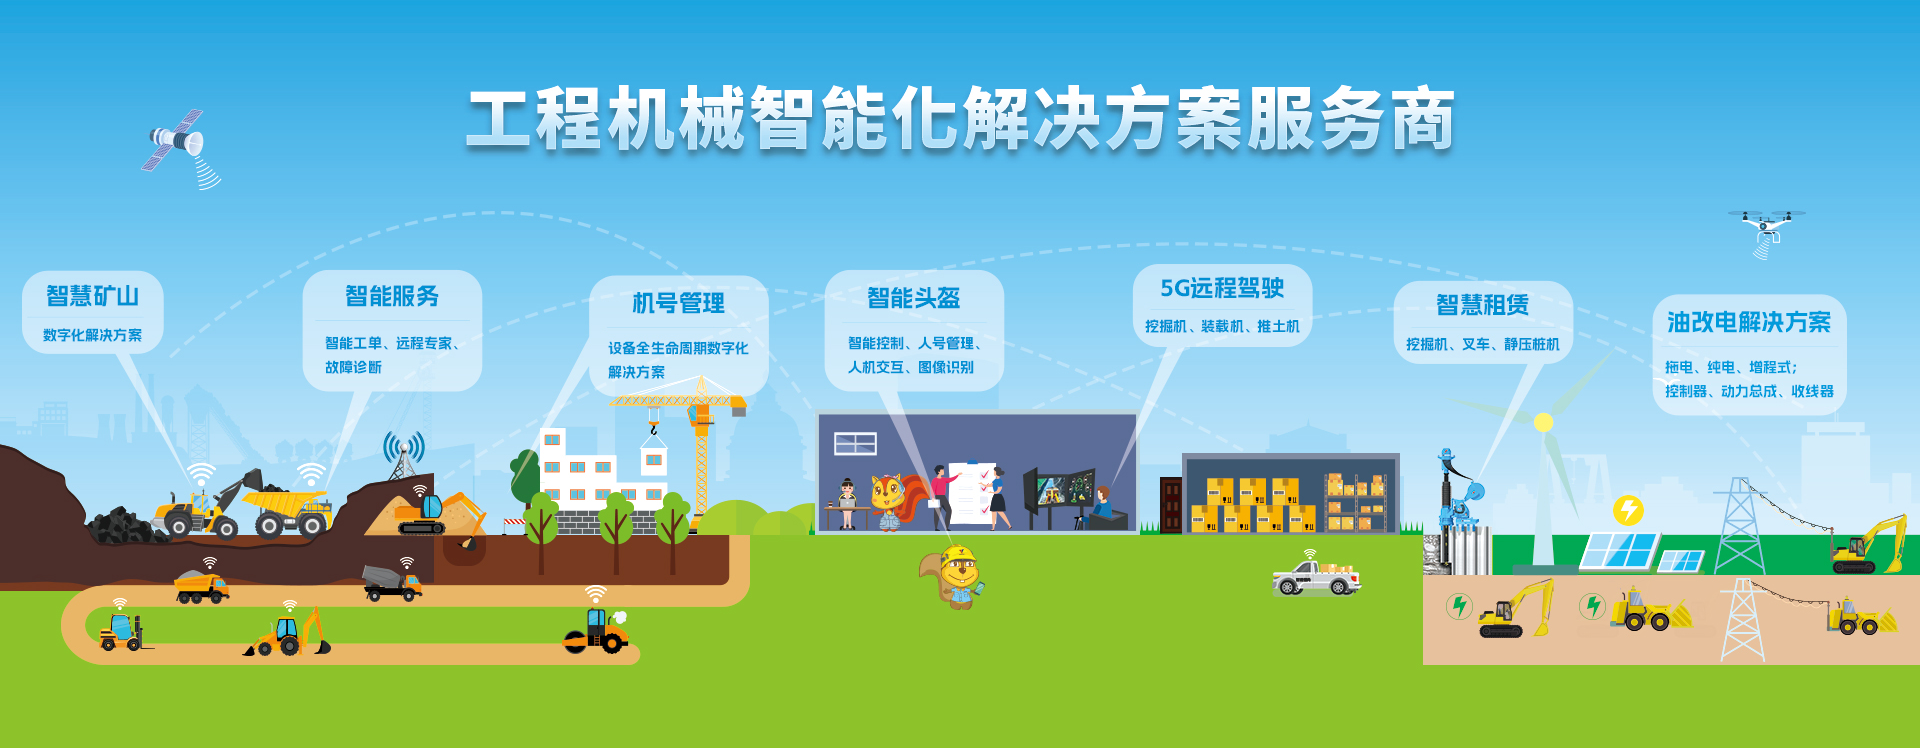 工程机械智能化解决方案服务商
智慧矿山
数字化解决方案
智能服务
智能工单、远程专家、
故障诊断
机号管理
设备全生命周期数字化
解决方案
智能头盔
智能控制、人号管理、
人机交互、图像识别
5G远程驾驶
挖掘机、装载机、推土机
智慧租赁
挖掘机、叉车、静压桩机
油改电解决方案
拖电、纯电、增程式；
控制器、动力总成、收线器